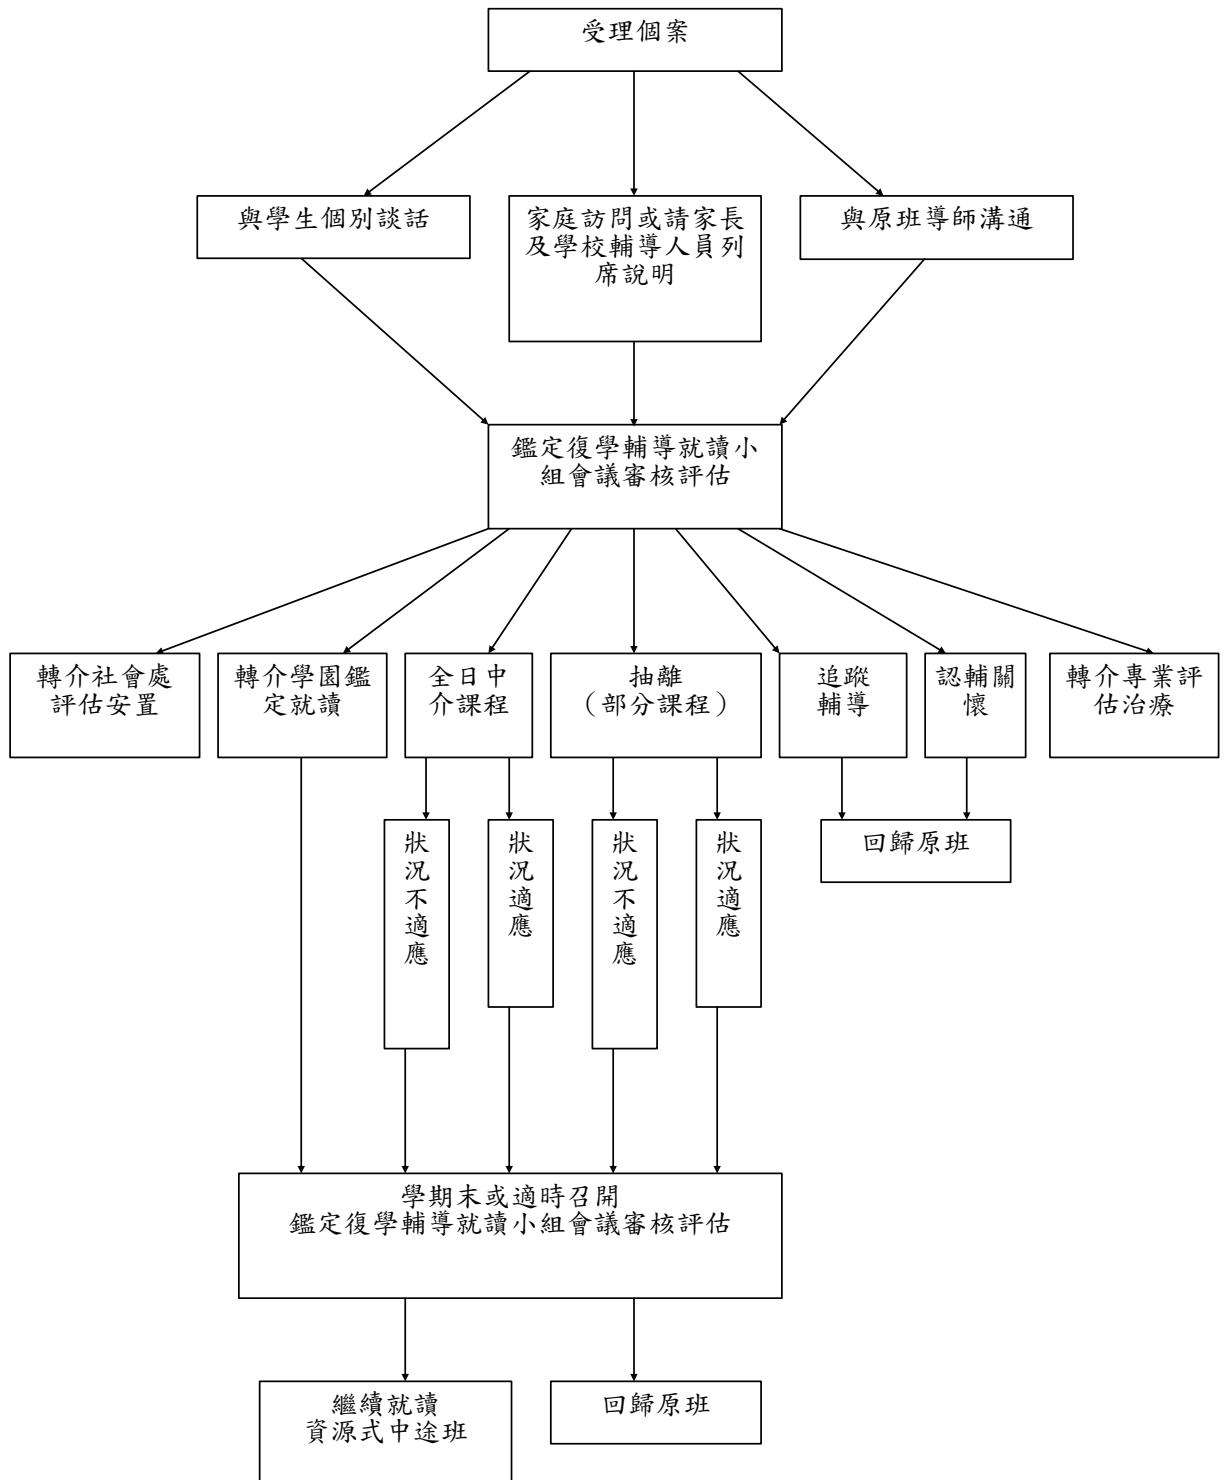 受理個案
與學生個別談話
家庭訪問或請家長
及學校輔導人員列
席說明
與原班導師溝通
鑑定復學輔導就讀小
組會議審核評估
轉介社會處
評估安置
轉介學園鑑
定就讀
全日中
介課程
抽離
（部分課程）
追蹤
輔導
認輔關
懷
轉介專業評
估治療
狀況不適應
狀況適應
狀況不適應
狀況適應
回歸原班
學期末或適時召開
鑑定復學輔導就讀小組會議審核評估
繼續就讀
資源式中途班
回歸原班